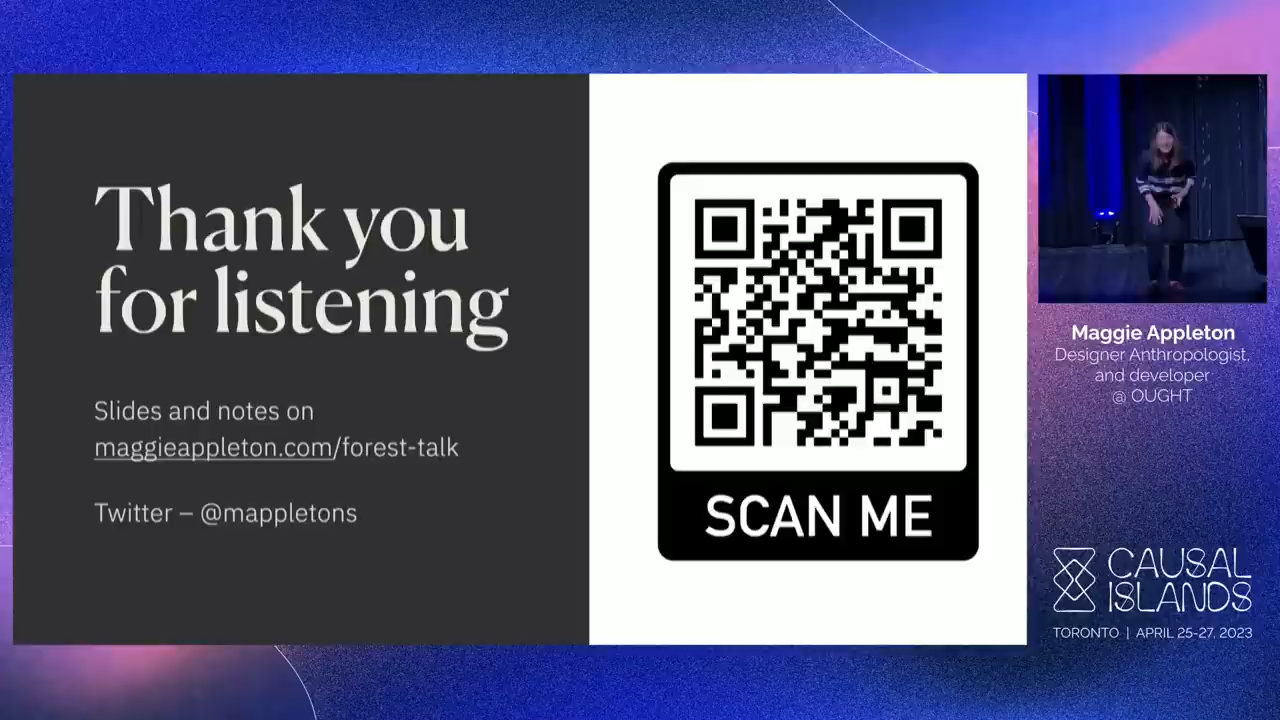 Thank you
for listening
Slides and notes on
maggieappleton.com/forest-talk
Twitter – @mappletons
SCAN ME
Maggie Appleton
Designer Anthropologist,
and developer
@ OUGHT
CAUSAL
ISLANDS
TORONTO | APRIL 25-27, 2023